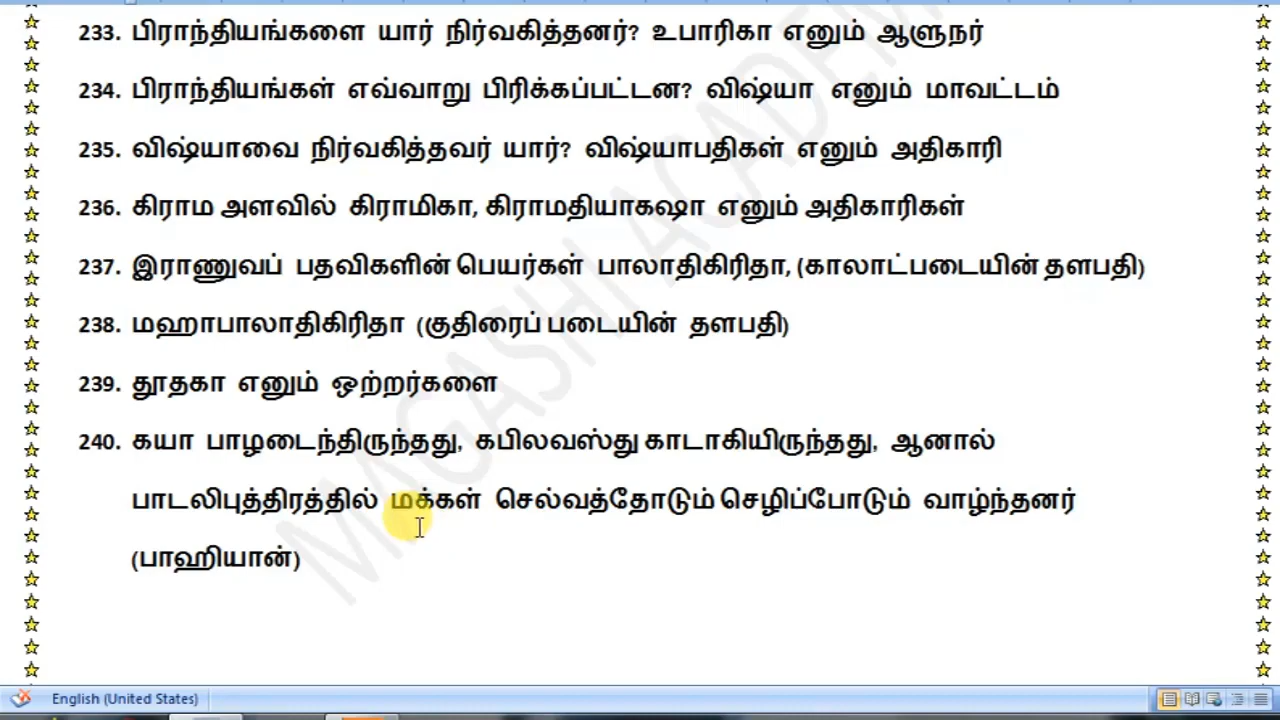 233. பிராந்தியங்களை யார் நிர்வகித்தனர்? உபாரிகா எனும் ஆளுநர்
234. பிராந்தியங்கள் எவ்வாறு பிரிக்கப்பட்டன? விஷ்யா எனும் மாவட்டம்
235. விஷ்யாவை நிர்வகித்தவர் யார்? விஷ்யாபதிகள் எனும் அதிகாரி
236. கிராம அளவில் கிராமிகா, கிராமதியாகஷா எனும் அதிகாரிகள்
237. இராணுவப் பதவிகளின் பெயர்கள் பாலாதிகிரிதா, (காலாட்படையின் தளபதி)
238. மஹாபாலாதிகிரிதா (குதிரைப் படையின் தளபதி)
239. தூதகா எனும் ஒற்றர்களை
240. கயா பாழடைந்திருந்தது, கபிலவஸ்து காடாகியிருந்தது, ஆனால்
பாடலிபுத்திரத்தில் மக்கள் செல்வத்தோடும் செழிப்போடும் வாழ்ந்தனர்
(பாஹியான்)
MAGASHI ACADEM
English (United States)